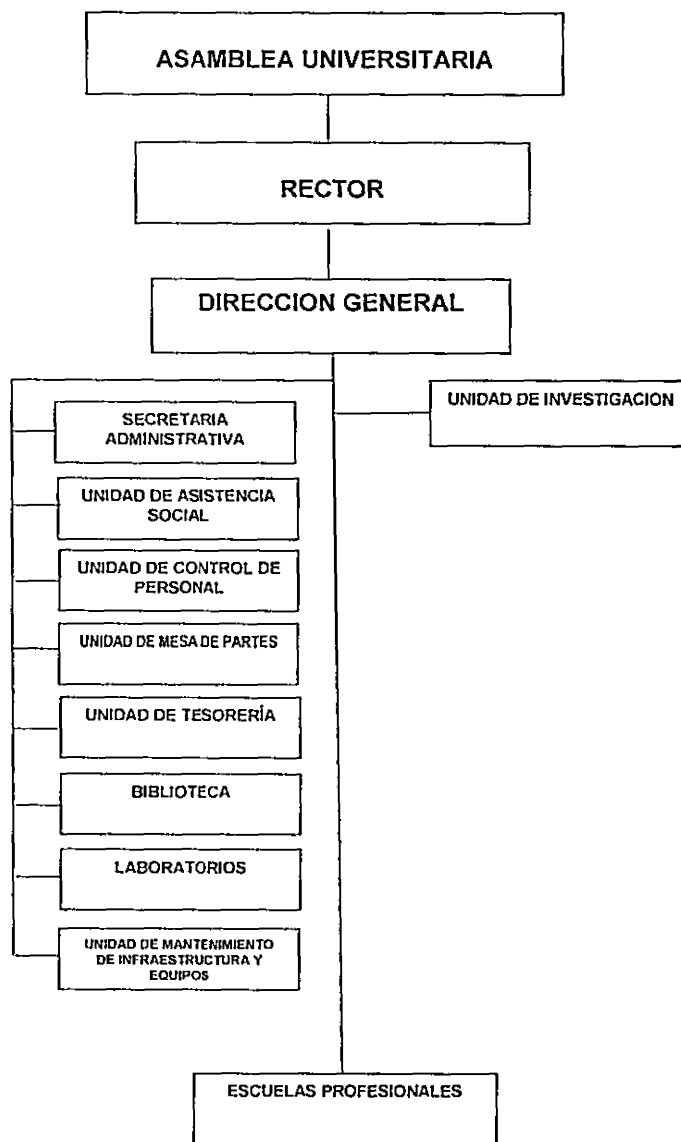 ASAMBLEA UNIVERSITARIA
RECTOR
DIRECCION GENERAL
UNIDAD DE INVESTIGACION
SECRETARIA
ADMINISTRATIVA
UNIDAD DE ASISTENCIA
SOCIAL
UNIDAD DE CONTROL DE
PERSONAL
UNIDAD DE MESA DE PARTES
UNIDAD DE TESORERÍA
BIBLIOTECA
LABORATORIOS
UNIDAD DE MANTENIMIENTO
DE INFRAESTRUCTURA Y
EQUIPOS
ESCUELAS PROFESIONALES